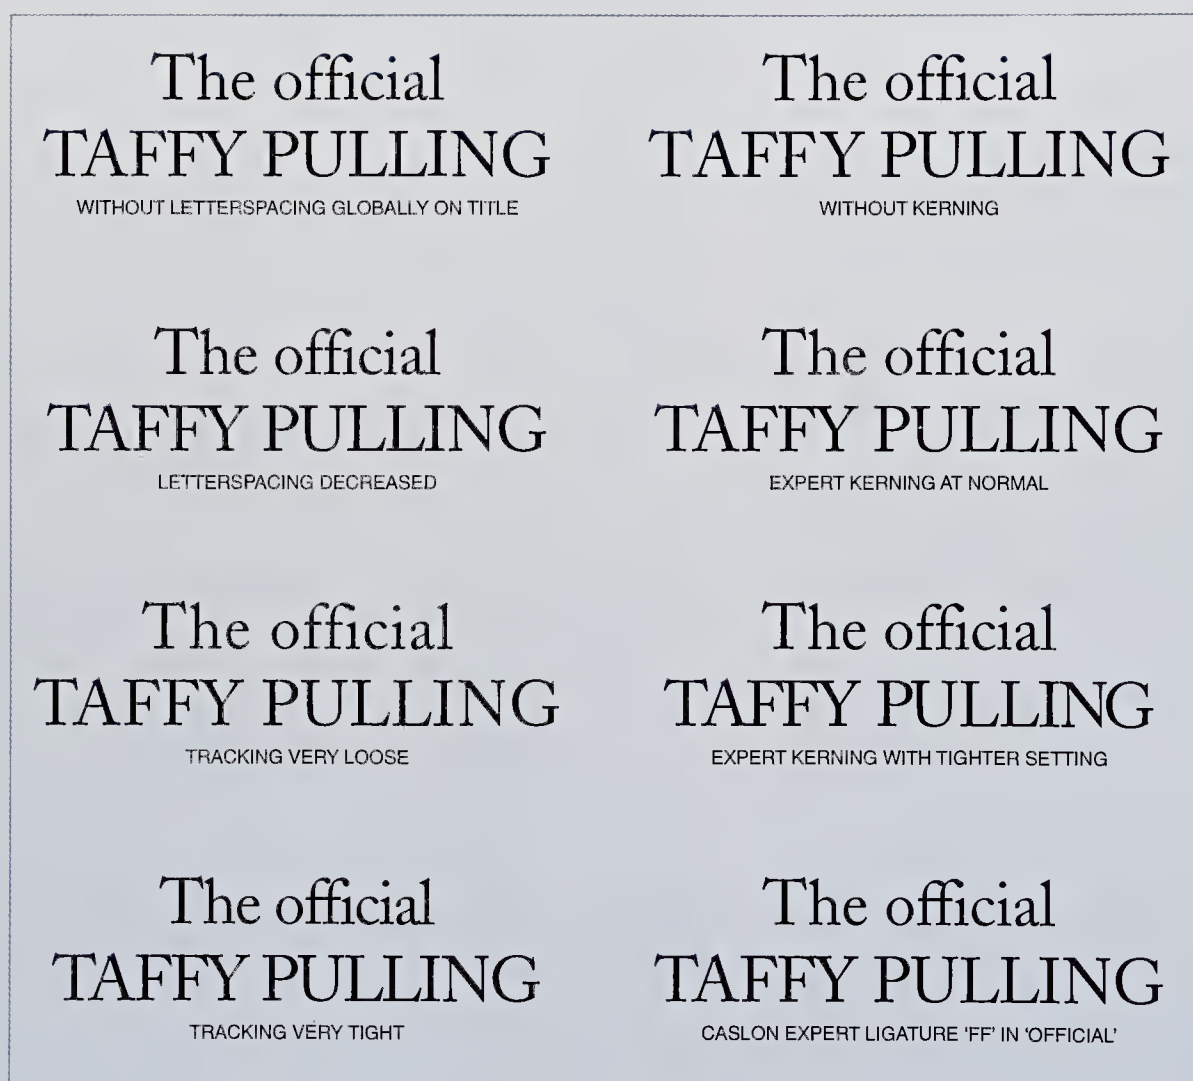 The official
TAFFY PULLING
WITHOUT LETTERSPACING GLOBALLY ON TITLE
The official
TAFFY PULLING
WITHOUT KERNING
The official
TAFFY PULLING
LETTERSPACING DECREASED
The official
TAFFY PULLING
EXPERT KERNING AT NORMAL
The official
TAFFY PULLING
TRACKING VERY LOOSE
The official
TAFFY PULLING
EXPERT KERNING WITH TIGHTER SETTING
The official
TAFFY PULLING
TRACKING VERY TIGHT
The official
TAFFY PULLING
CASLON EXPERT LIGATURE 'FF' IN 'OFFICIAL'